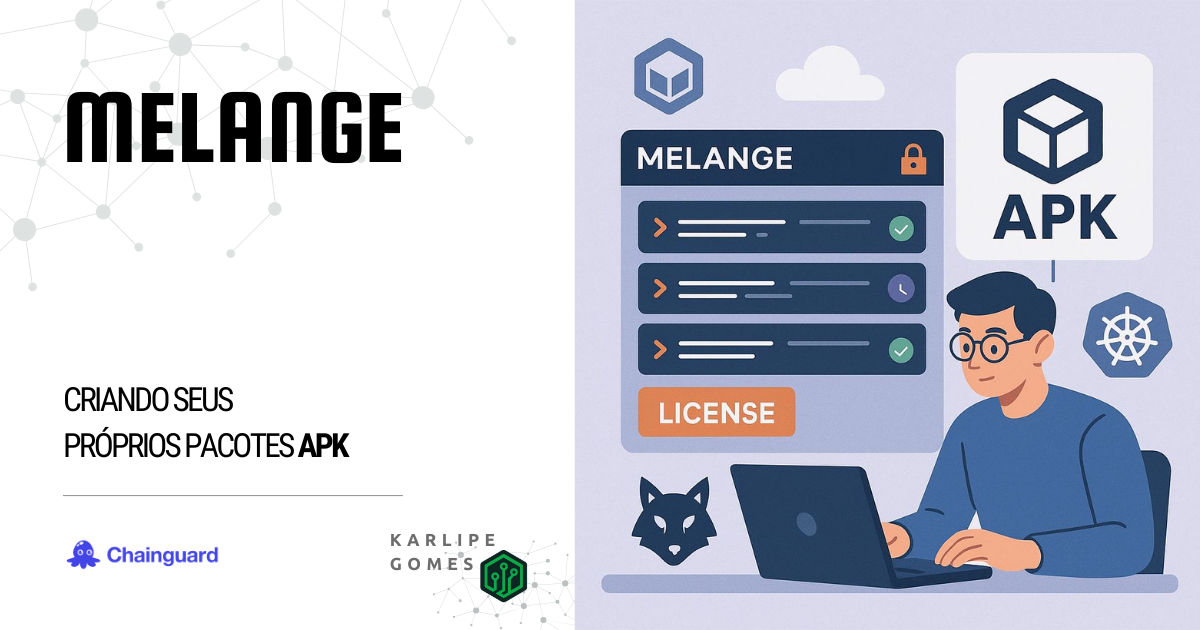 MELANGE
CRIANDO SEUS
PRÓPRIOS PACOTES APK
Chainguard
KARLIPE
GOMES
MELANGE
LICENSE
APK